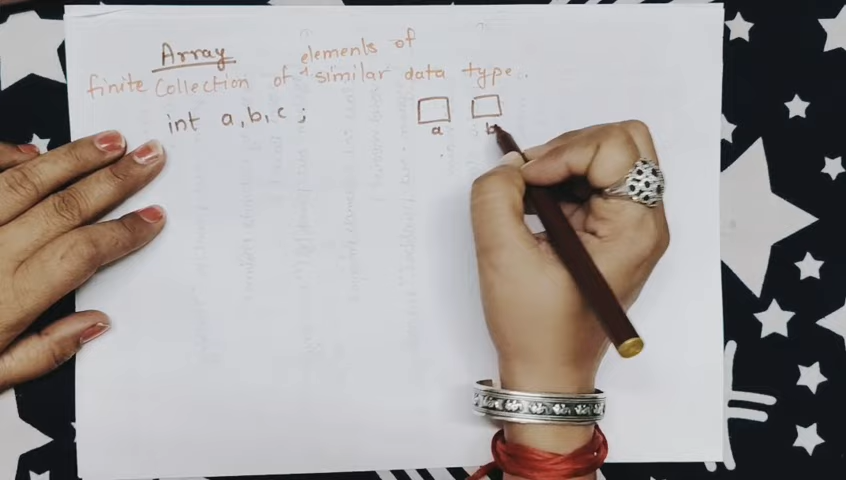 Array
elements of
finite Collection of similar data type.
int a, b, c ;
a b